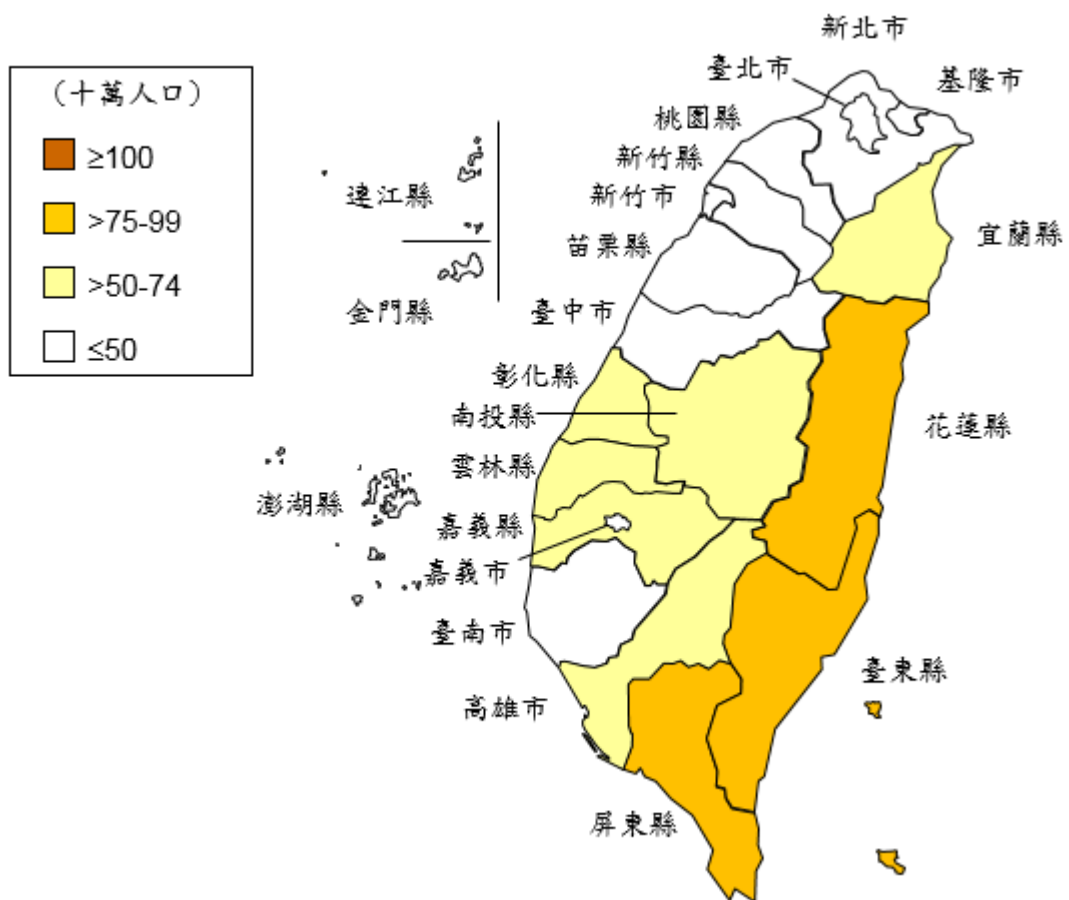 (十萬人口)
≥100
>75-99
>50-74
≤50
新北市
臺北市
基隆市
桃園縣
新竹縣
新竹市
苗栗縣
宜蘭縣
連江縣
金門縣
臺中市
彰化縣
南投縣
花蓮縣
雲林縣
澎湖縣
嘉義縣
嘉義市
臺南市
臺東縣
高雄市
屏東縣